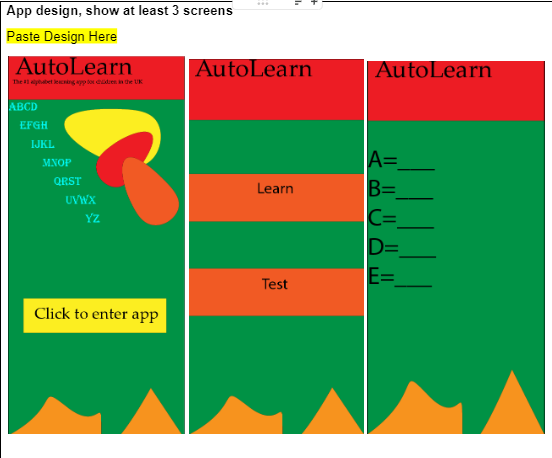 App design, show at least 3 screens
Paste Design Here
AutoLearn
The #1 alphabet learning app for children in the UK
ABCD
EFGH
IJKL
MNOP
QRST
UVWX
YZ
Click to enter app
AutoLearn
Learn
Test
AutoLearn
A=___
B=___
C=___
D=___
E=___